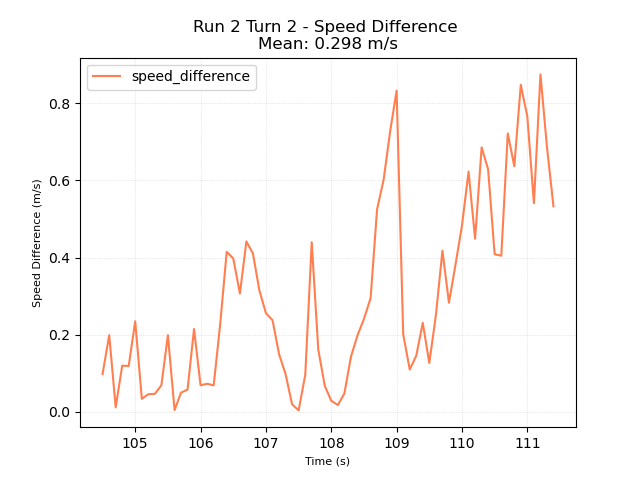 Run 2 Turn 2 - Speed Difference
Mean: 0.298 m/s
speed_difference
Speed Difference (m/s)
0.8
0.6
0.4
0.2
0.0
105 106 107 108 109 110 111
Time (s)